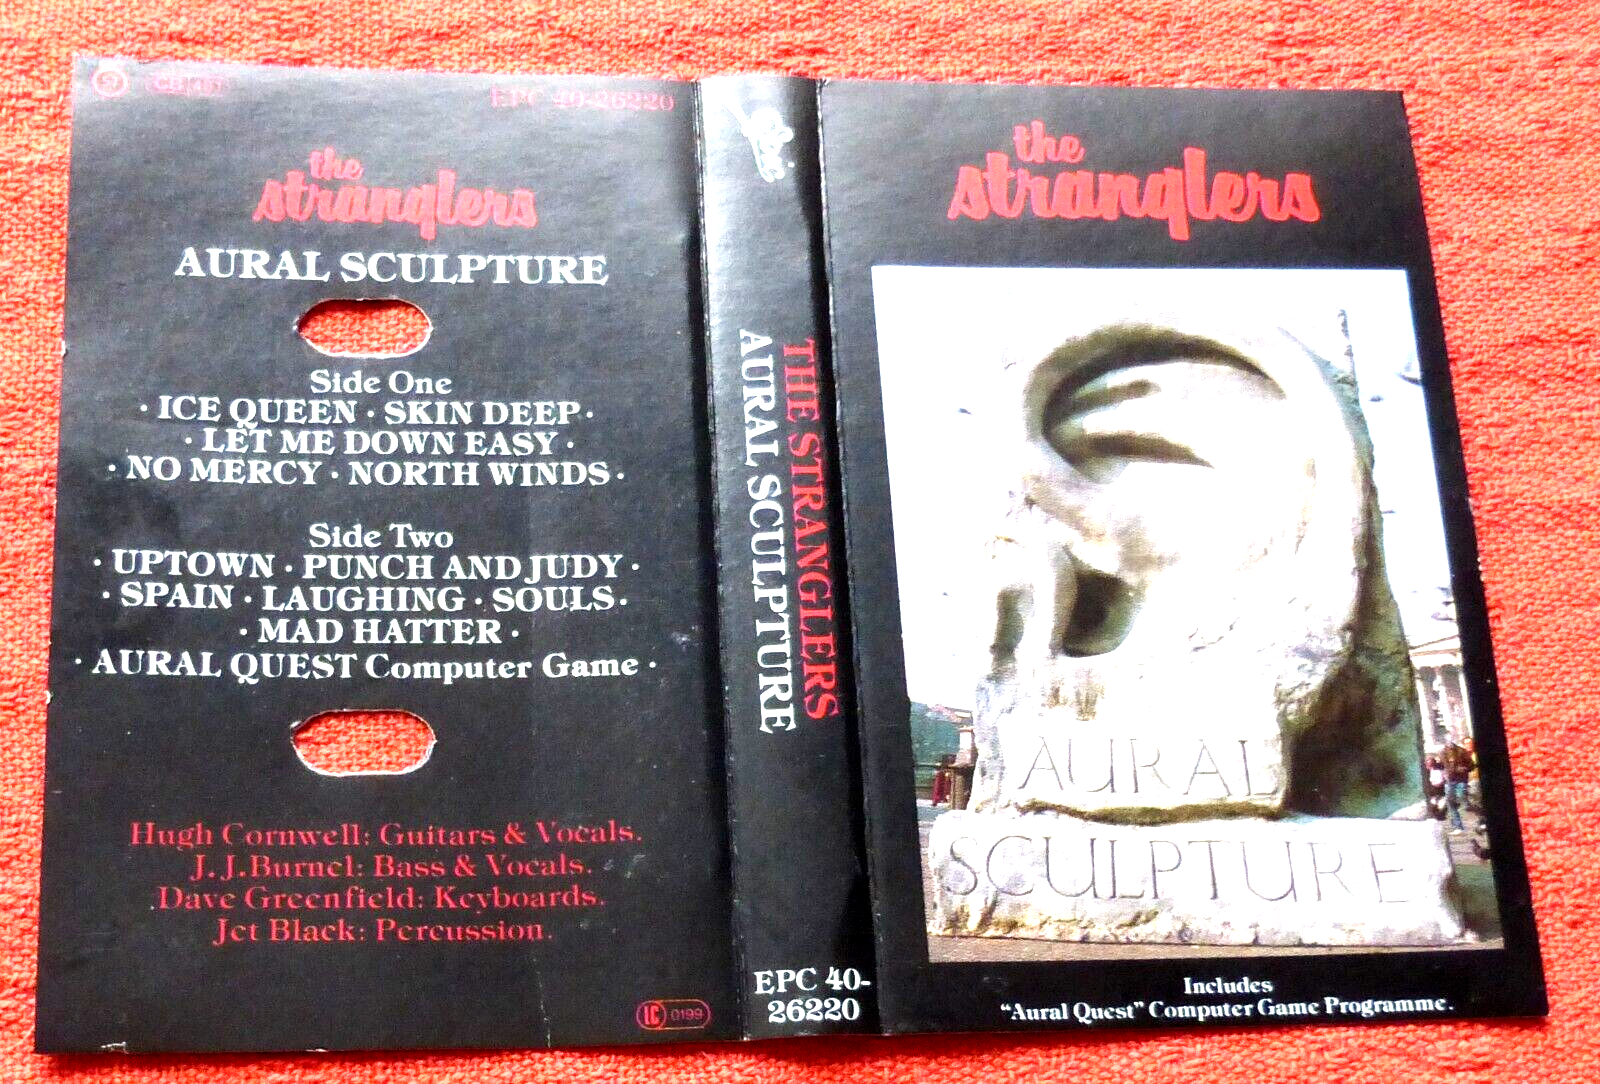 EPC 40-26220
the
stranglers
AURAL SCULPTURE
Side One
· ICE QUEEN · SKIN DEEP ·
· LET ME DOWN EASY ·
· NO MERCY · NORTH WINDS ·
Side Two
· UPTOWN · PUNCH AND JUDY ·
· SPAIN · LAUGHING · SOULS ·
· MAD HATTER ·
· AURAL QUEST Computer Game ·
Hugh Cornwell: Guitars & Vocals.
J.J.Burnel: Bass & Vocals.
Dave Greenfield: Keyboards.
Jet Black: Percussion.
LC 0199
Epic
THE STRANGLERS
AURAL SCULPTURE
EPC 40-
26220
the
stranglers
AURAL
SCULPTURE
Includes
"Aural Quest" Computer Game Programme.